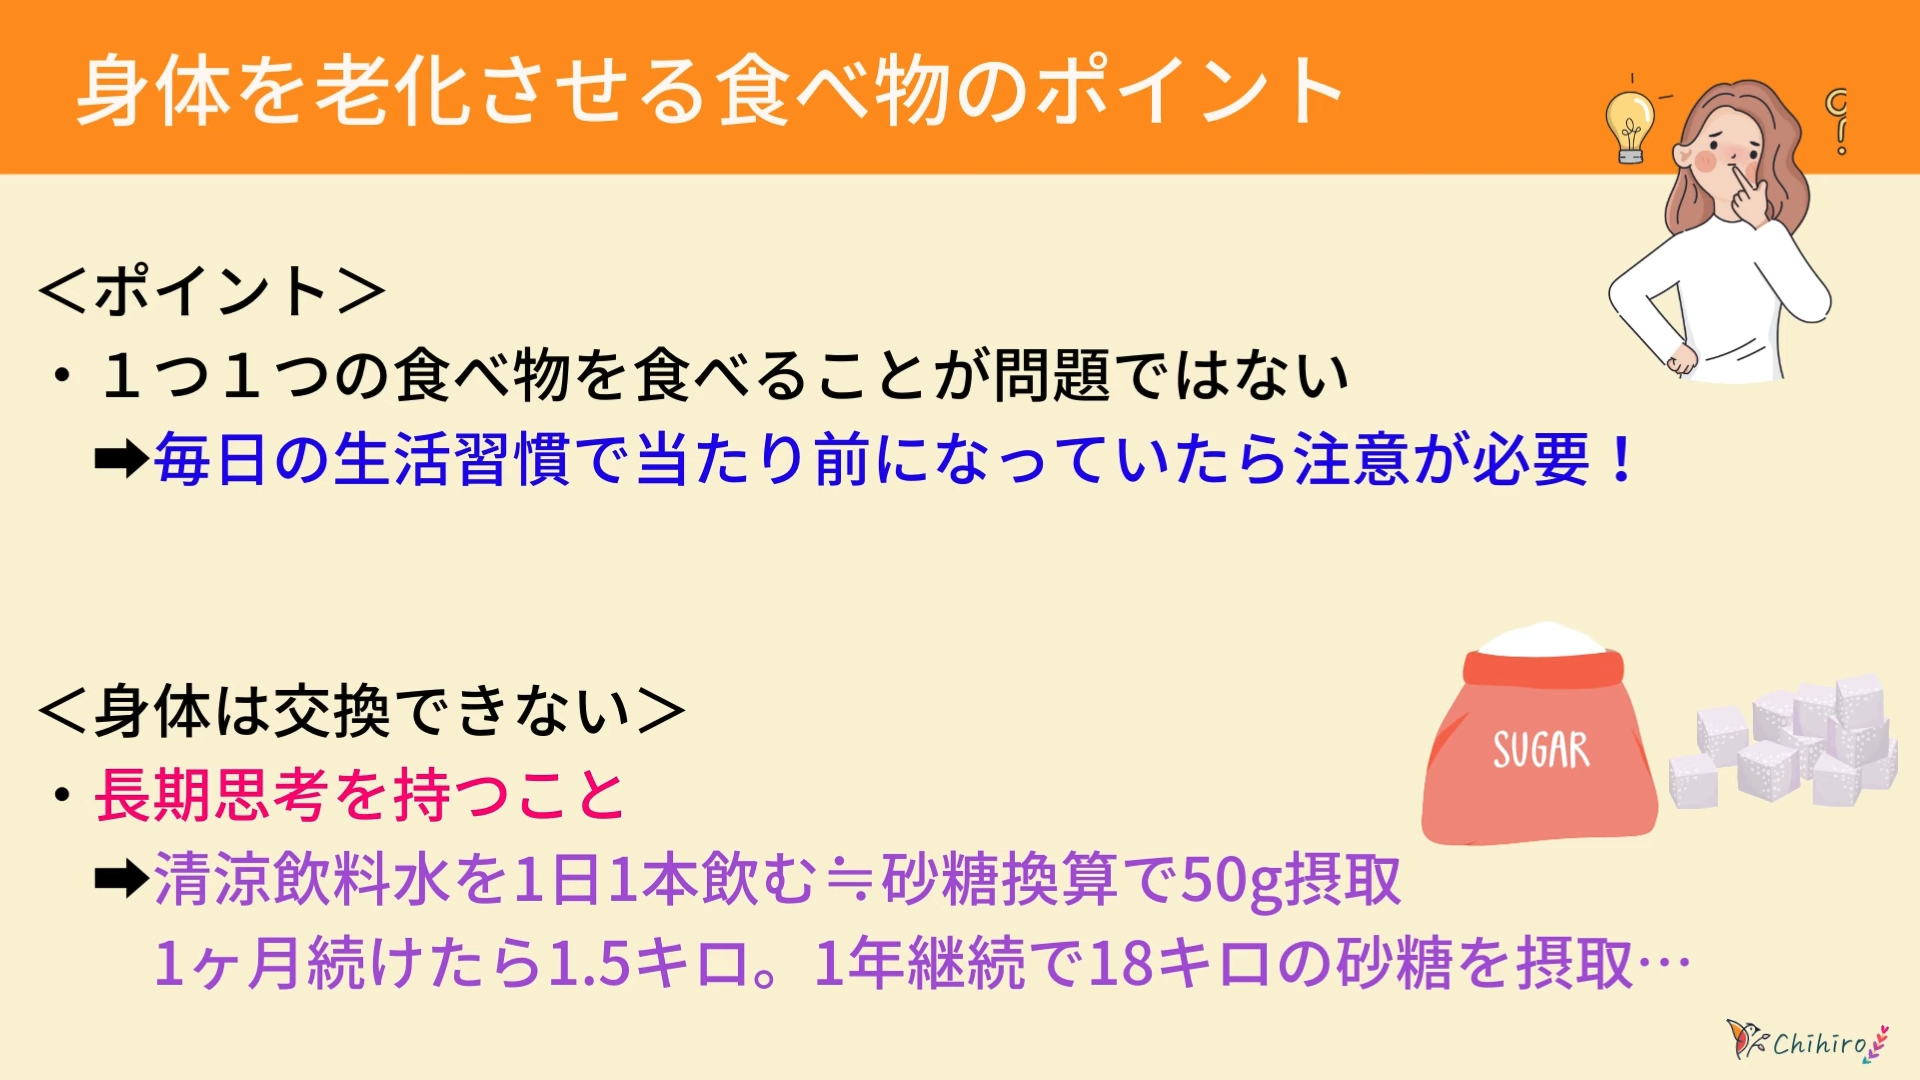 身体を老化させる食べ物のポイント
＜ポイント＞
・１つ１つの食べ物を食べることが問題ではない
➡毎日の生活習慣で当たり前になっていたら注意が必要！
＜身体は交換できない＞
・長期思考を持つこと
➡清涼飲料水を1日1本飲む≒砂糖換算で50g摂取
1ヶ月続けたら1.5キロ。1年継続で18キロの砂糖を摂取…
SUGAR
Chihiro